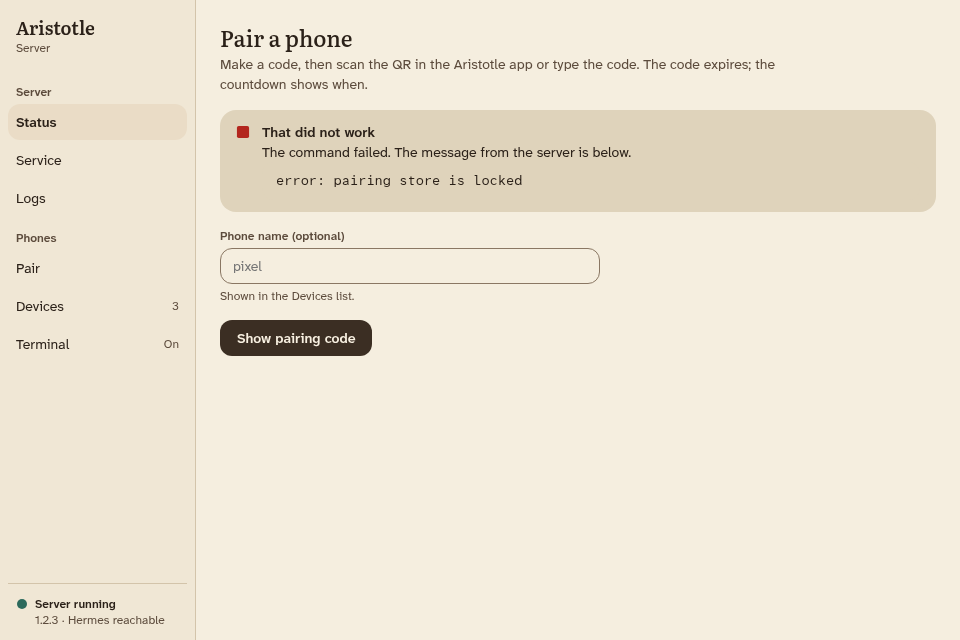 Aristotle
Server
Server
Status
Service
Logs
Phones
Pair
Devices 3
Terminal On
Server running
1.2.3 · Hermes reachable
Pair a phone
Make a code, then scan the QR in the Aristotle app or type the code. The code expires; the
countdown shows when.
That did not work
The command failed. The message from the server is below.
error: pairing store is locked
Phone name (optional)
pixel
Shown in the Devices list.
Show pairing code